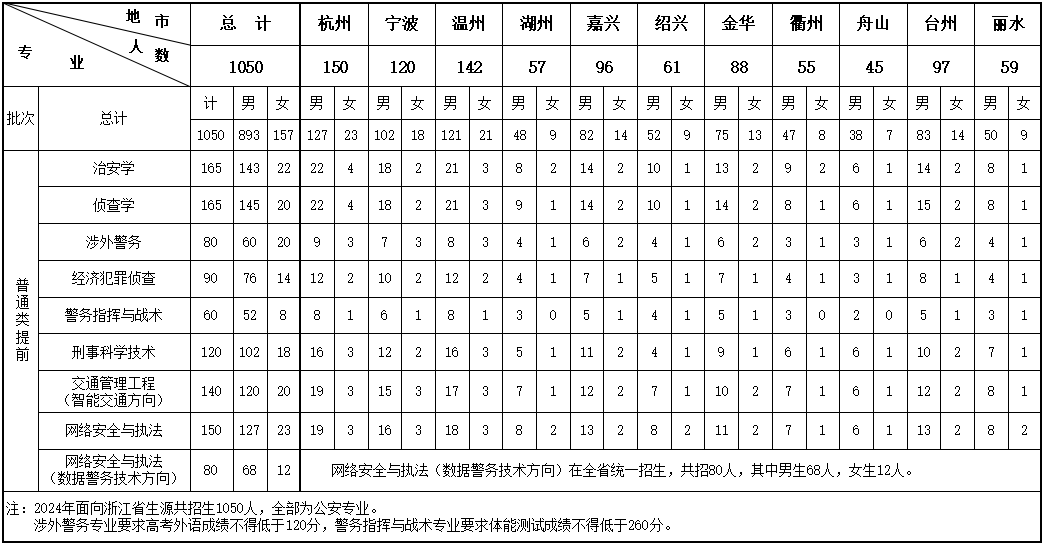 地 市 总 计 杭州 宁波 温州 湖州 嘉兴 绍兴 金华 衢州 舟山 台州 丽水
人 数
专 业 1050 150 120 142 57 96 61 88 55 45 97 59
批次 总计 计 男 女 男 女 男 女 男 女 男 女 男 女 男 女 男 女 男 女 男 女 男 女 男 女
1050 893 157 127 23 102 18 121 21 48 9 82 14 52 9 75 13 47 8 38 7 83 14 50 9
普通类提前
治安学 165 143 22 22 4 18 2 21 3 8 2 14 2 10 1 13 2 9 2 6 1 14 2 8 1
侦查学 165 145 20 22 4 18 2 21 3 9 1 14 2 10 1 14 2 8 1 6 1 15 2 8 1
涉外警务 80 60 20 9 3 7 3 8 3 4 1 6 2 4 1 6 2 3 1 3 1 6 2 4 1
经济犯罪侦查 90 76 14 12 2 10 2 12 2 4 1 7 1 5 1 7 1 4 1 3 1 8 1 4 1
警务指挥与战术 60 52 8 8 1 6 1 8 1 3 0 5 1 4 1 5 1 3 0 2 0 5 1 3 1
刑事科学技术 120 102 18 16 3 12 2 16 3 5 1 11 2 4 1 9 1 6 1 6 1 10 2 7 1
交通管理工程
（智能交通方向） 140 120 20 19 3 15 3 17 3 7 1 12 2 7 1 10 2 7 1 6 1 12 2 8 1
网络安全与执法 150 127 23 19 3 16 3 18 3 8 2 13 2 8 2 11 2 7 1 6 1 13 2 8 2
网络安全与执法
（数据警务技术方向） 80 68 12 网络安全与执法（数据警务技术方向）在全省统一招生，共招80人，其中男生68人，女生12人。
注：2024年面向浙江省生源共招生1050人，全部为公安专业。
涉外警务专业要求高考外语成绩不得低于120分，警务指挥与战术专业要求体能测试成绩不得低于260分。